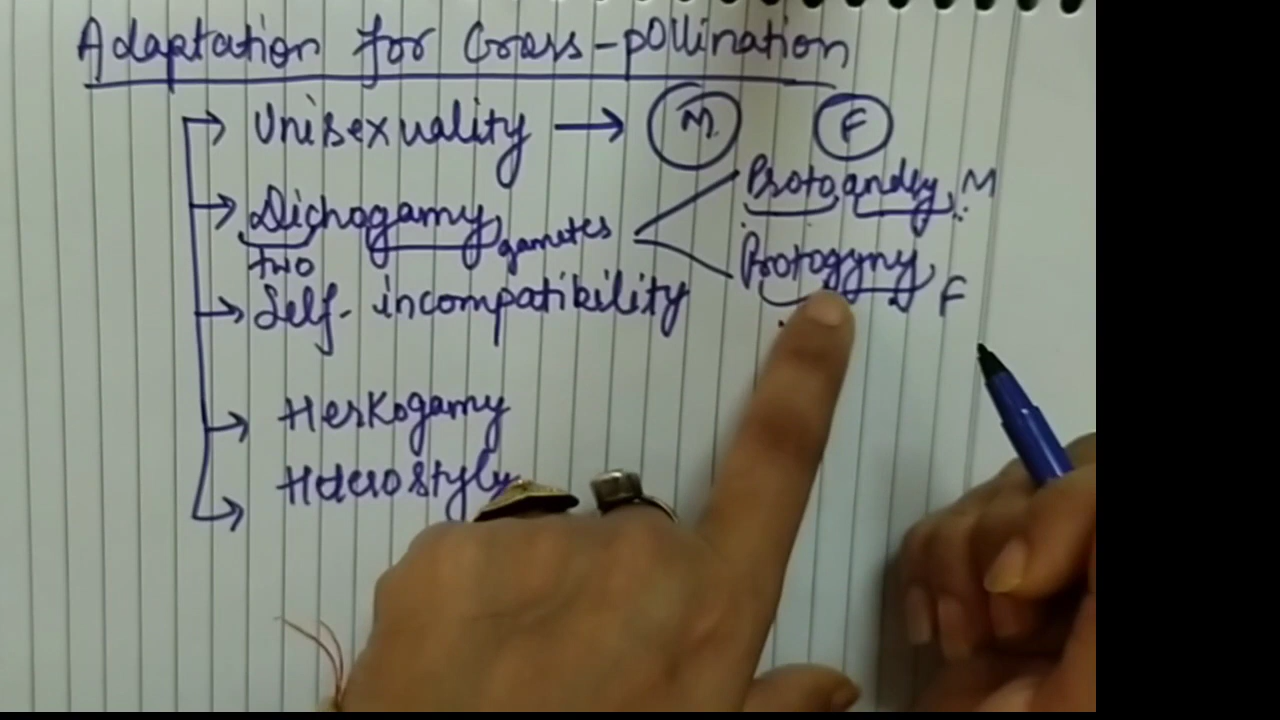 Adaptation for Cross-pollination
Unisexuality → M F
Dichogamy gametes Protoandry M
two Protogyny F
Self-incompatibility
Herkogamy
Heterostyly